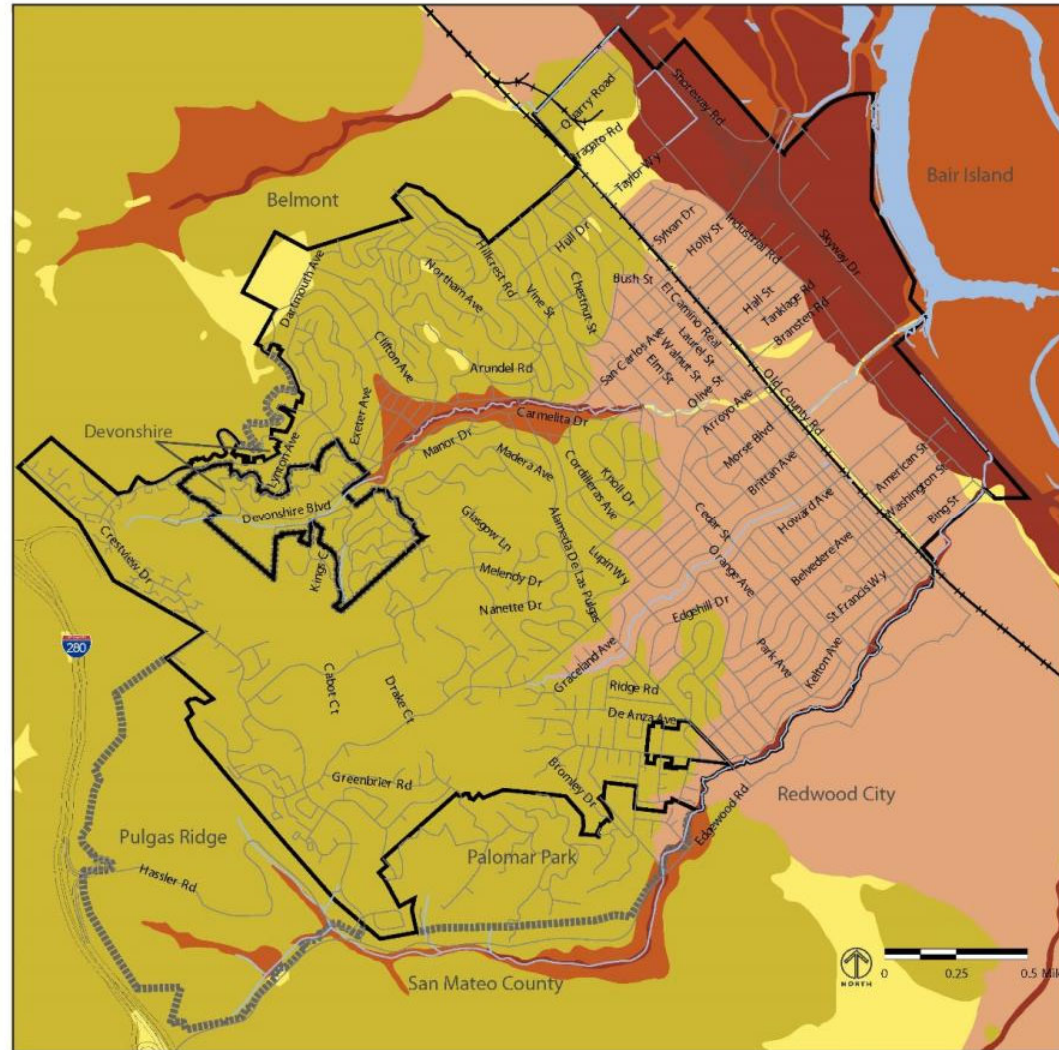 Shoreway Rd
Quarry Road
Bragato Rd
Taylor Wy
Belmont
Bair Island
Sylvan Dr
Holly St
Industrial Rd
Skyway Dr
Hull Dr
Hillcrest Rd
Northam Ave
Vine St
Chestnut St
Bush St
El Camino Real
Hall St
Tanklage Rd
Bransten Rd
Dartmouth Ave
Clifton Ave
Arundel Rd
San Carlos Ave
Laurel St
Walnut St
Elm St
Olive St
Old County Rd
Carmelita Dr
Arroyo Ave
Exeter Ave
Devonshire
Lynton Ave
Manor Dr
Madera Ave
Cordilleras Ave
Knoll Dr
Morse Blvd
Brittan Ave
American St
Washington St
Bing St
Devonshire Blvd
Glasgow Ln
Alameda De Las Pulgas
Cedar St
Howard Ave
Crestview Dr
Kings C
Melendy Dr
Lupin Wy
Orange Ave
Belvedere Ave
Nanette Dr
Edgehill Dr
St Francis Wy
280
Graceland Ave
Park Ave
Kelton Ave
Cabot Ct
Drake Ct
Ridge Rd
De Anza Ave
Greenbrier Rd
Bromley Dr
Redwood City
Edgewood Rd
Pulgas Ridge
Palomar Park
Hassler Rd
San Mateo County
NORTH
0 0.25 0.5 Mil